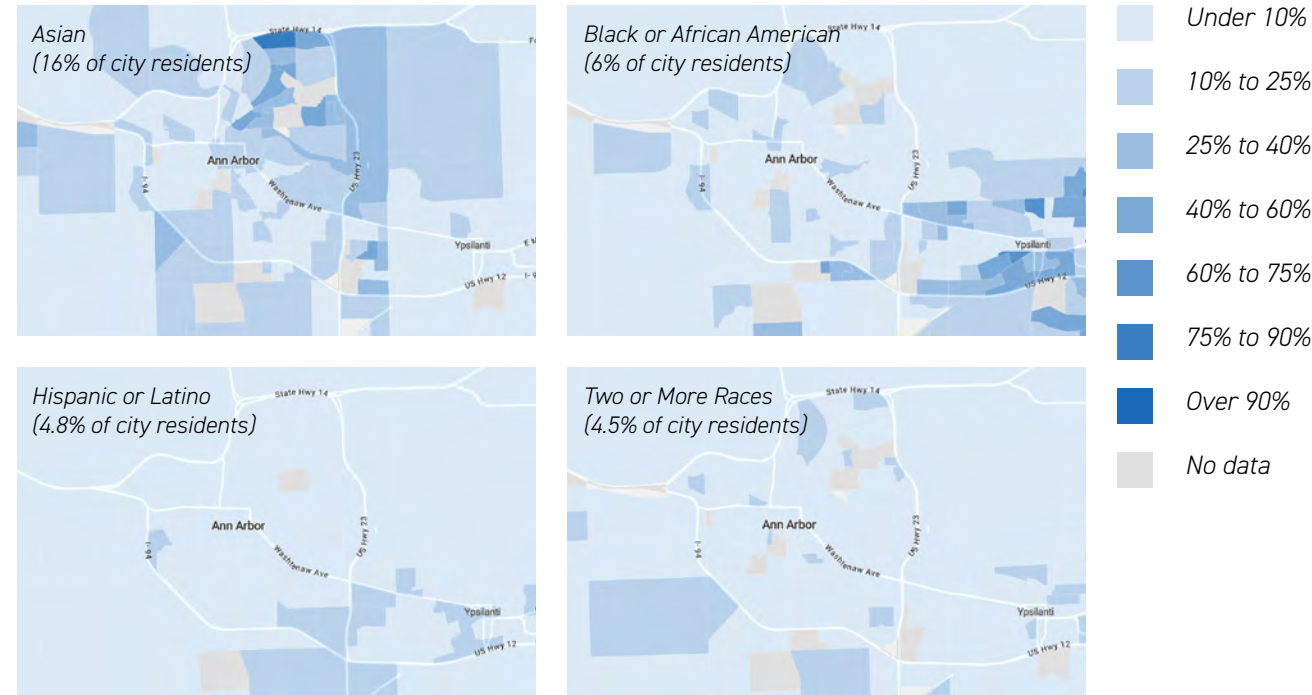 Asian
(16% of city residents)
State Hwy 14
Ann Arbor
I-94
Washtenaw Ave
US Hwy 23
Ypsilanti
US Hwy 12
Black or African American
(6% of city residents)
State Hwy 14
Ann Arbor
I-94
Washtenaw Ave
US Hwy 23
Ypsilanti
US Hwy 12
Hispanic or Latino
(4.8% of city residents)
State Hwy 14
Ann Arbor
I-94
Washtenaw Ave
US Hwy 23
Ypsilanti
US Hwy 12
Two or More Races
(4.5% of city residents)
State Hwy 14
Ann Arbor
I-94
Washtenaw Ave
US Hwy 23
Ypsilanti
US Hwy 12
Under 10%
10% to 25%
25% to 40%
40% to 60%
60% to 75%
75% to 90%
Over 90%
No data